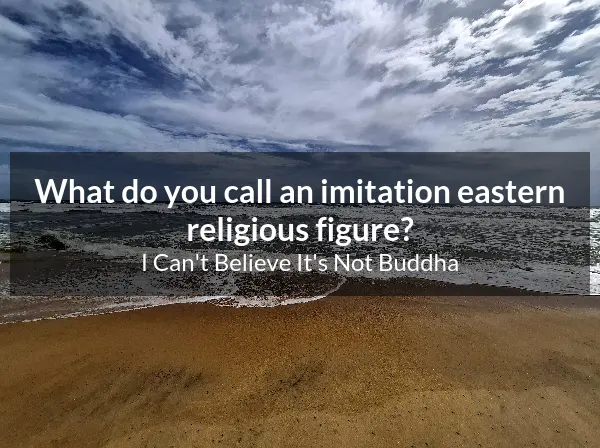 What do you call an imitation eastern
religious figure?
I Can't Believe It's Not Buddha